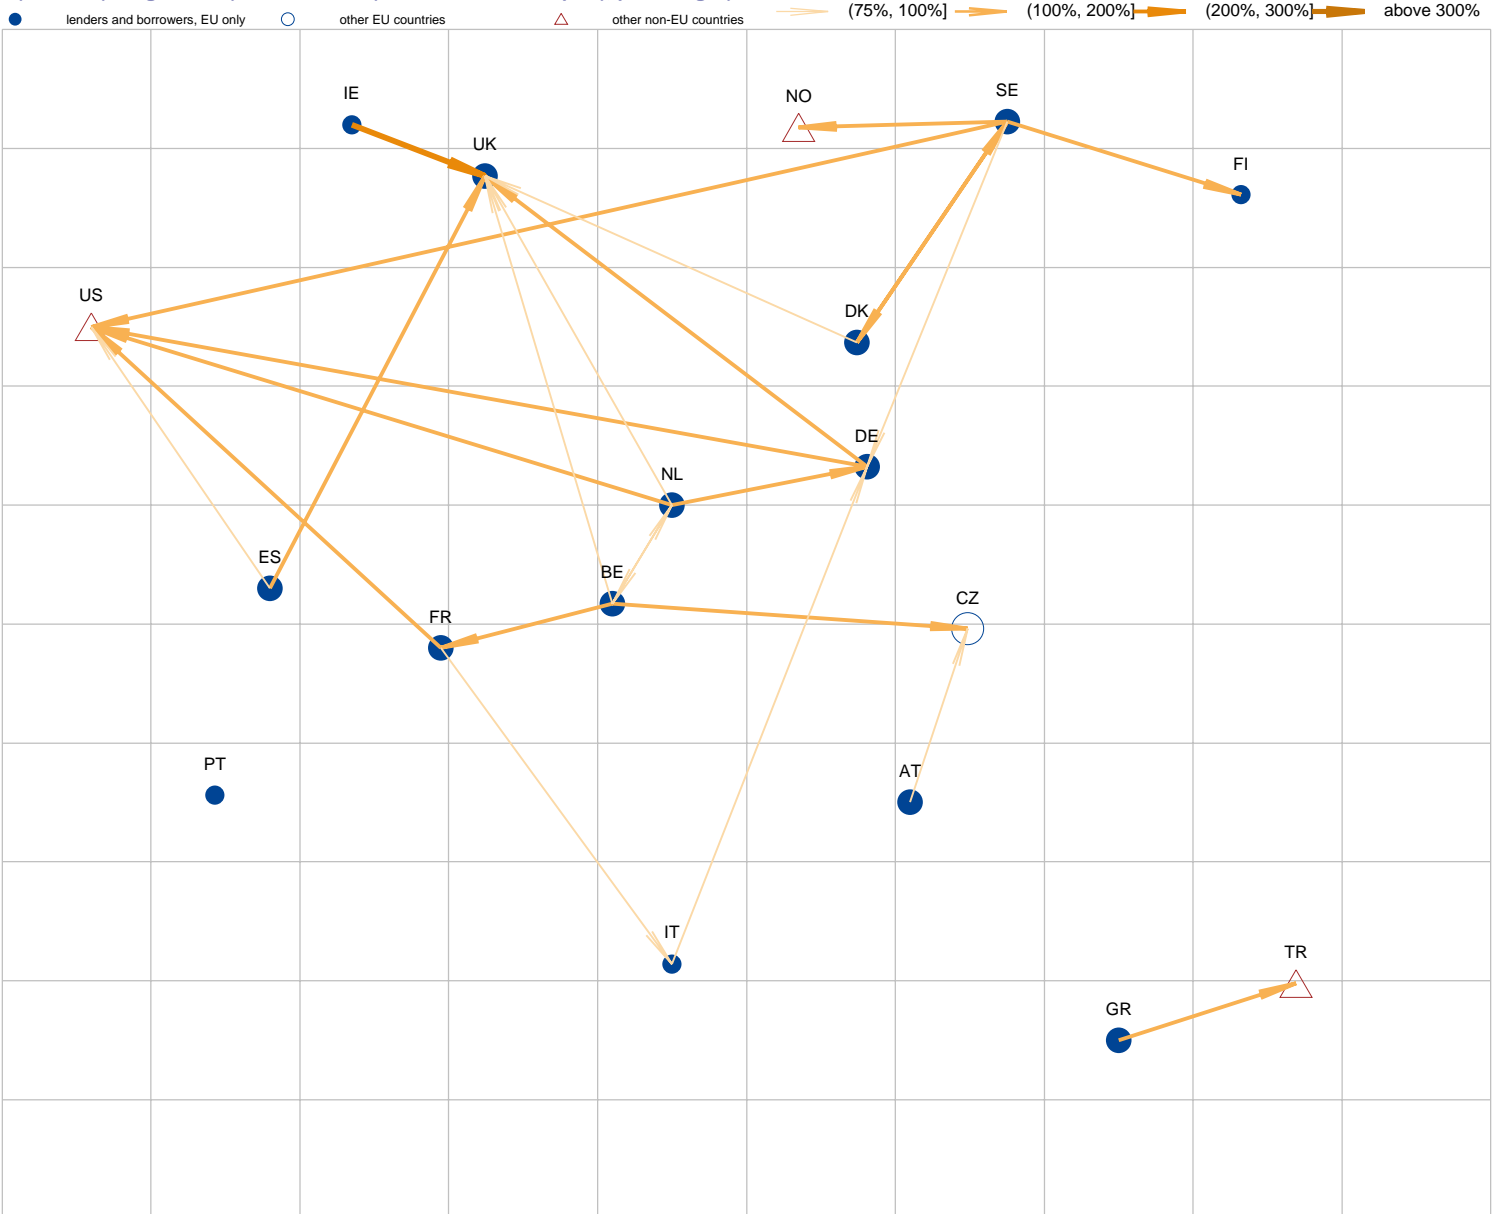 lenders and borrowers, EU only other EU countries other non-EU countries (75%, 100%] (100%, 200%] (200%, 300%] above 300%
SE
IE
NO
UK
FI
US
DK
DE
NL
ES
BE
CZ
FR
PT
AT
IT
TR
GR